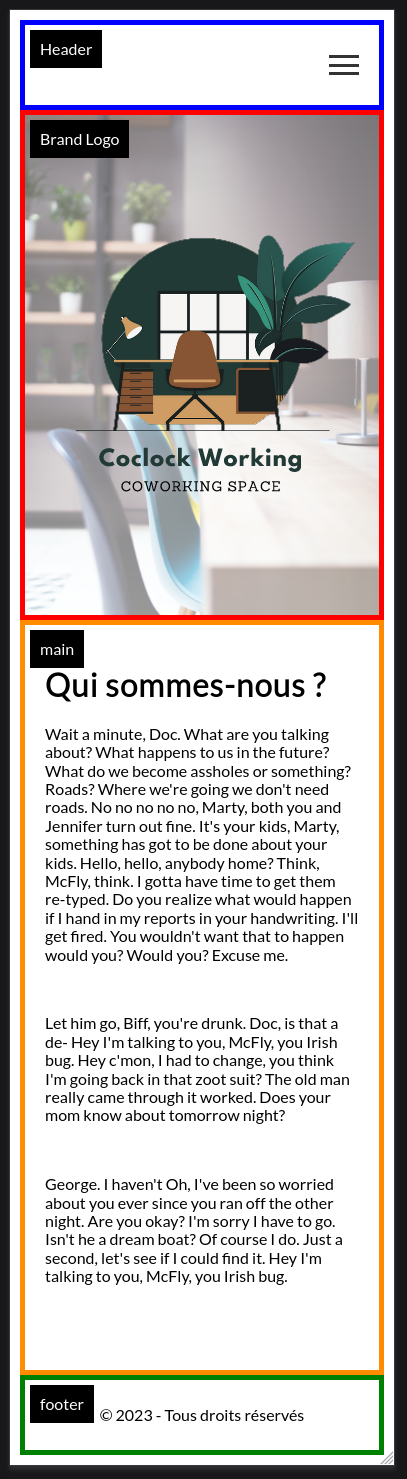 Header
Brand Logo
Coclock Working
COWORKING SPACE
main
Qui sommes-nous ?
Wait a minute, Doc. What are you talking
about? What happens to us in the future?
What do we become assholes or something?
Roads? Where we're going we don't need
roads. No no no no no, Marty, both you and
Jennifer turn out fine. It's your kids, Marty,
something has got to be done about your
kids. Hello, hello, anybody home? Think,
McFly, think. I gotta have time to get them
re-typed. Do you realize what would happen
if I hand in my reports in your handwriting. I'll
get fired. You wouldn't want that to happen
would you? Would you? Excuse me.
Let him go, Biff, you're drunk. Doc, is that a
de- Hey I'm talking to you, McFly, you Irish
bug. Hey c'mon, I had to change, you think
I'm going back in that zoot suit? The old man
really came through it worked. Does your
mom know about tomorrow night?
George. I haven't Oh, I've been so worried
about you ever since you ran off the other
night. Are you okay? I'm sorry I have to go.
Isn't he a dream boat? Of course I do. Just a
second, let's see if I could find it. Hey I'm
talking to you, McFly, you Irish bug.
footer
© 2023 - Tous droits réservés